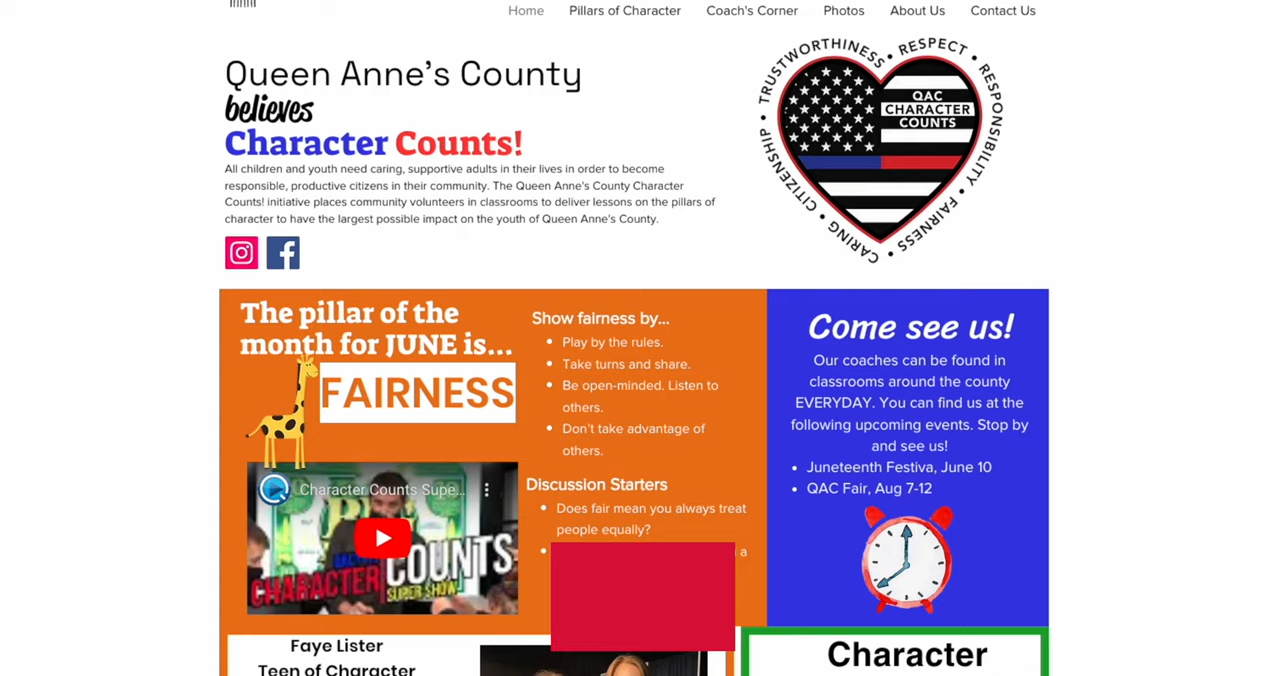 Home Pillars of Character Coach's Corner Photos About Us Contact Us
Queen Anne's County
believes
Character Counts!
All children and youth need caring, supportive adults in their lives in order to become
responsible, productive citizens in their community. The Queen Anne's County Character
Counts! initiative places community volunteers in classrooms to deliver lessons on the pillars of
character to have the largest possible impact on the youth of Queen Anne's County.
TRUSTWORTHINESS • RESPECT • RESPONSIBILITY • FAIRNESS • CARING • CITIZENSHIP •
QAC
CHARACTER
COUNTS
The pillar of the
month for JUNE is...
FAIRNESS
Character Counts Supe...
CHARACTER
COUNTS
SUPER SHOW
Show fairness by...
• Play by the rules.
• Take turns and share.
• Be open-minded. Listen to
others.
• Don't take advantage of
others.
Discussion Starters
• Does fair mean you always treat
people equally?
• a
Come see us!
Our coaches can be found in
classrooms around the county
EVERYDAY. You can find us at the
following upcoming events. Stop by
and see us!
• Juneteenth Festiva, June 10
• QAC Fair, Aug 7-12
Faye Lister
Teen of Character
Character